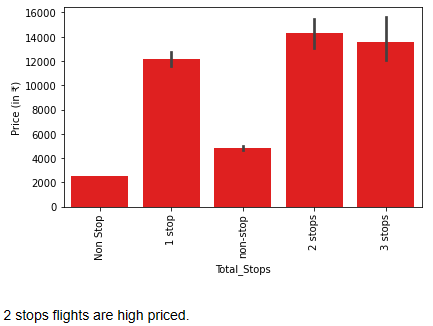 16000
14000
12000
10000
8000
6000
4000
2000
0
Price (in ₹)
Non Stop
1 stop
non-stop
2 stops
3 stops
Total_Stops
2 stops flights are high priced.